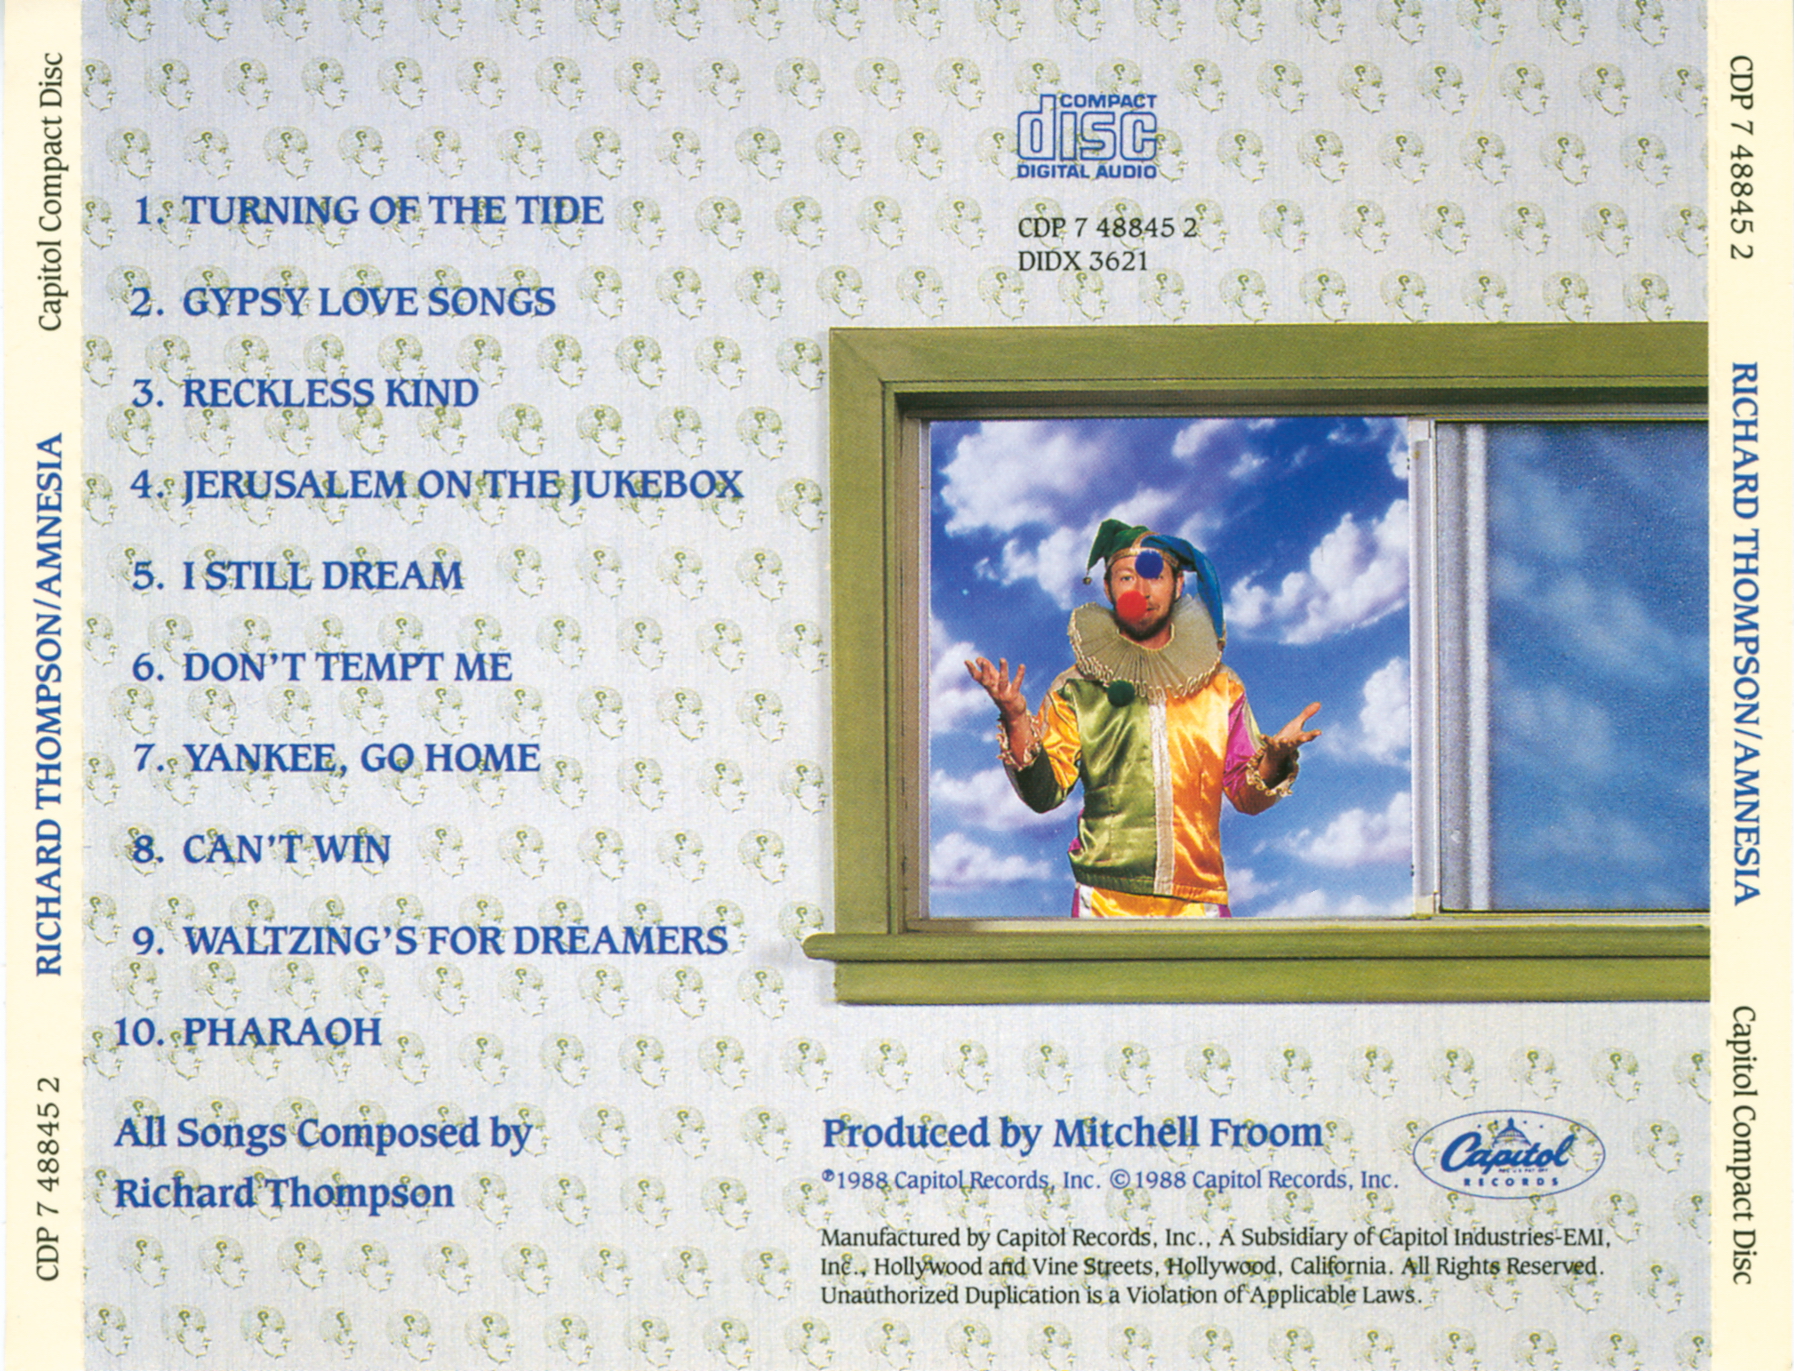 Capitol Compact Disc
RICHARD THOMPSON/AMNESIA
CDP 7 48845 2
1. TURNING OF THE TIDE
2. GYPSY LOVE SONGS
3. RECKLESS KIND
4. JERUSALEM ON THE JUKEBOX
5. I STILL DREAM
6. DON'T TEMPT ME
7. YANKEE, GO HOME
8. CAN'T WIN
9. WALTZING'S FOR DREAMERS
10. PHARAOH
All Songs Composed by
Richard Thompson
COMPACT
disc
DIGITAL AUDIO
CDP 7 48845 2
DIDX 3621
Produced by Mitchell Froom
℗1988 Capitol Records, Inc. ©1988 Capitol Records, Inc.
Capitol
RECORDS
Manufactured by Capitol Records, Inc., A Subsidiary of Capitol Industries-EMI,
Inc., Hollywood and Vine Streets, Hollywood, California. All Rights Reserved.
Unauthorized Duplication is a Violation of Applicable Laws.
CDP 7 48845 2
RICHARD THOMPSON/AMNESIA
Capitol Compact Disc